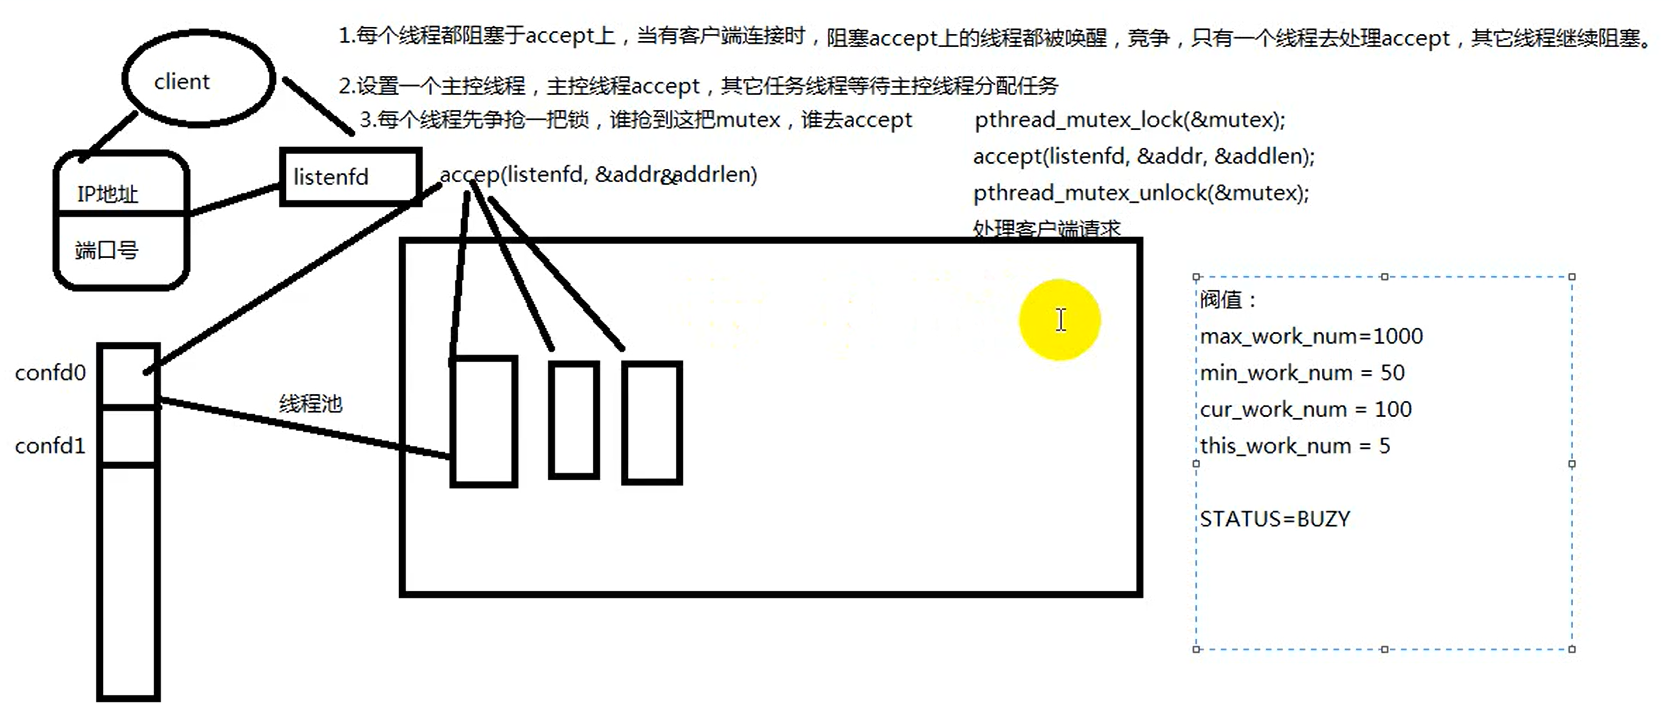 1.每个线程都阻塞于accept上，当有客户端连接时，阻塞accept上的线程都被唤醒，竞争，只有一个线程去处理accept，其它线程继续阻塞。
client
2.设置一个主控线程，主控线程accept，其它任务线程等待主控线程分配任务
3.每个线程先争抢一把锁，谁抢到这把mutex，谁去accept
pthread_mutex_lock(&mutex);
accept(listenfd, &addr, &addlen);
pthread_mutex_unlock(&mutex);
处理客户端请求
IP地址
端口号
listenfd
accep(listenfd, &addr,&addrlen)
阀值：
max_work_num=1000
min_work_num = 50
cur_work_num = 100
this_work_num = 5
STATUS=BUZY
confd0
线程池
confd1